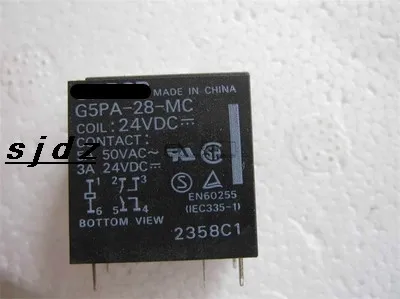 MADE IN CHINA
G5PA-28-MC
COIL: 24VDC
CONTACT:
50VAC~
3A 24VDC
sjdz
1 2 3
6 5 4
EN60255
(IEC335-1)
BOTTOM VIEW
2358C1